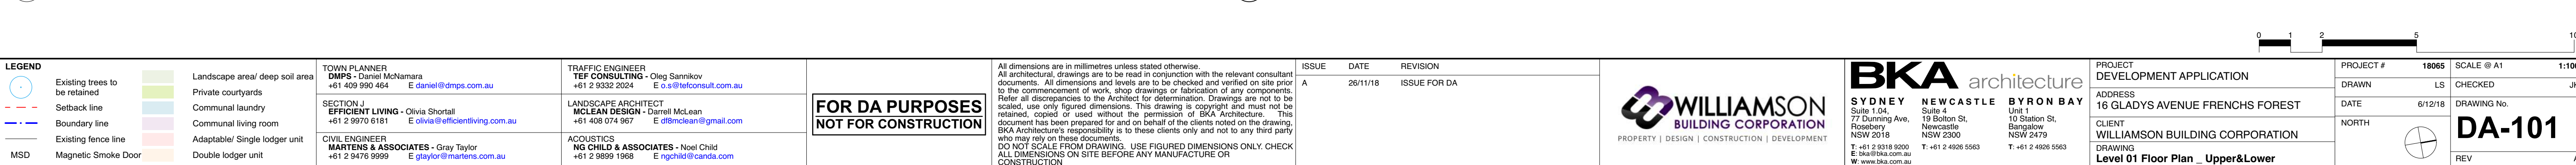 0 1 2 5 10
LEGEND
Existing trees to
be retained
Setback line
Boundary line
Existing fence line
MSD Magnetic Smoke Door
Landscape area/ deep soil area
Private courtyards
Communal laundry
Communal living room
Adaptable/ Single lodger unit
Double lodger unit
TOWN PLANNER
DMPS - Daniel McNamara
+61 409 990 464 E daniel@dmps.com.au
SECTION J
EFFICIENT LIVING - Olivia Shortall
+61 2 9970 6181 E olivia@efficientliving.com.au
CIVIL ENGINEER
MARTENS & ASSOCIATES - Gray Taylor
+61 2 9476 9999 E gtaylor@martens.com.au
TRAFFIC ENGINEER
TEF CONSULTING - Oleg Sannikov
+61 2 9332 2024 E o.s@tefconsult.com.au
LANDSCAPE ARCHITECT
MCLEAN DESIGN - Darrell McLean
+61 408 074 967 E df8mclean@gmail.com
ACOUSTICS
NG CHILD & ASSOCIATES - Noel Child
+61 2 9899 1968 E ngchild@canda.com
FOR DA PURPOSES
NOT FOR CONSTRUCTION
All dimensions are in millimetres unless stated otherwise.
All architectural, drawings are to be read in conjunction with the relevant consultant
documents. All dimensions and levels are to be checked and verified on site prior
to the commencement of work, shop drawings or fabrication of any components.
Refer all discrepancies to the Architect for determination. Drawings are not to be
scaled, use only figured dimensions. This drawing is copyright and must not be
retained, copied or used without the permission of BKA Architecture. This
document has been prepared for and on behalf of the clients noted on the drawing,
BKA Architecture's responsibility is to these clients only and not to any third party
who may rely on these documents.
DO NOT SCALE FROM DRAWING. USE FIGURED DIMENSIONS ONLY. CHECK
ALL DIMENSIONS ON SITE BEFORE ANY MANUFACTURE OR
CONSTRUCTION
ISSUE DATE REVISION
A 26/11/18 ISSUE FOR DA
WILLIAMSON
BUILDING CORPORATION
PROPERTY | DESIGN | CONSTRUCTION | DEVELOPMENT
BKA architecture
SYDNEY
Suite 1.04,
77 Dunning Ave,
Rosebery
NSW 2018
T: +61 2 9318 9200
E: bka@bka.com.au
W: www.bka.com.au
NEWCASTLE
Suite 4
19 Bolton St,
Newcastle
NSW 2300
T: +61 2 4926 5563
BYRON BAY
Unit 1
10 Station St,
Bangalow
NSW 2479
T: +61 2 4926 5563
PROJECT
DEVELOPMENT APPLICATION
ADDRESS
16 GLADYS AVENUE FRENCHS FOREST
CLIENT
WILLIAMSON BUILDING CORPORATION
DRAWING
Level 01 Floor Plan _ Upper&Lower
PROJECT # 18065
DRAWN LS
DATE 6/12/18
NORTH
SCALE @ A1 1:100
CHECKED
DRAWING No.
DA-101
REV